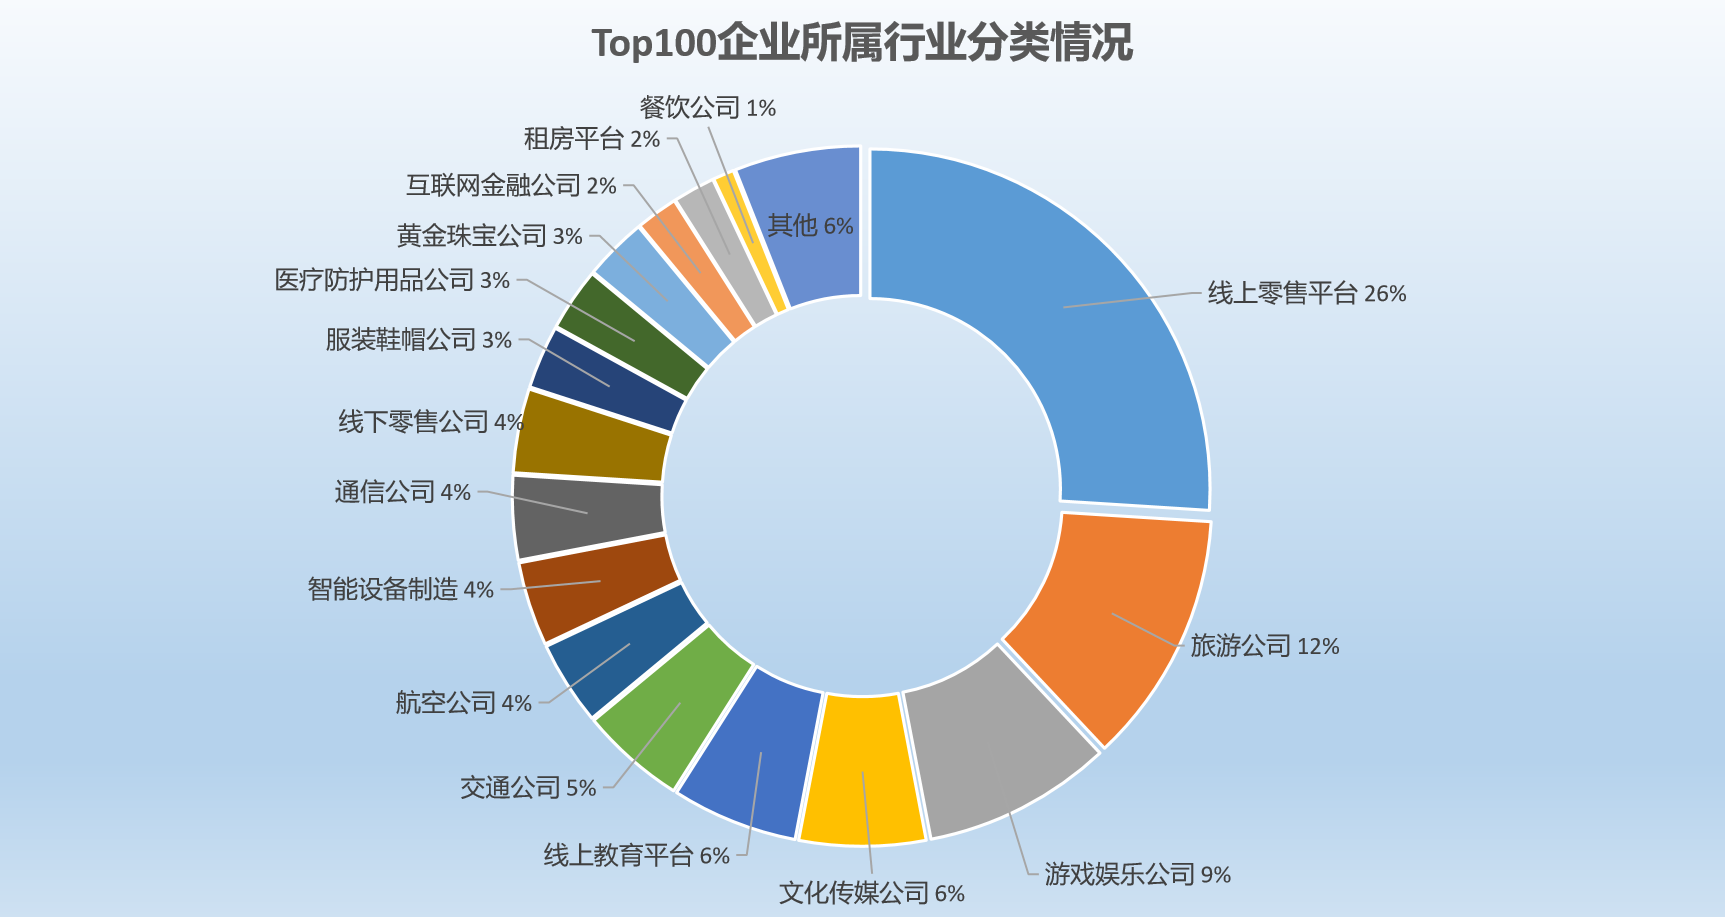 Top100企业所属行业分类情况
餐饮公司 1%
租房平台 2%
互联网金融公司 2%
黄金珠宝公司 3%
医疗防护用品公司 3%
服装鞋帽公司 3%
线下零售公司 4%
通信公司 4%
智能设备制造 4%
航空公司 4%
交通公司 5%
线上教育平台 6%
文化传媒公司 6%
游戏娱乐公司 9%
旅游公司 12%
线上零售平台 26%
其他 6%